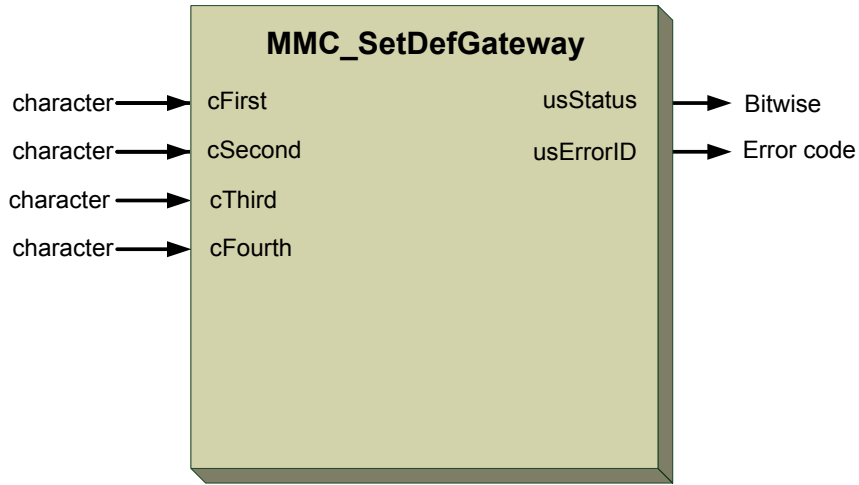 MMC_SetDefGateway
character cFirst usStatus Bitwise
character cSecond usErrorID Error code
character cThird
character cFourth